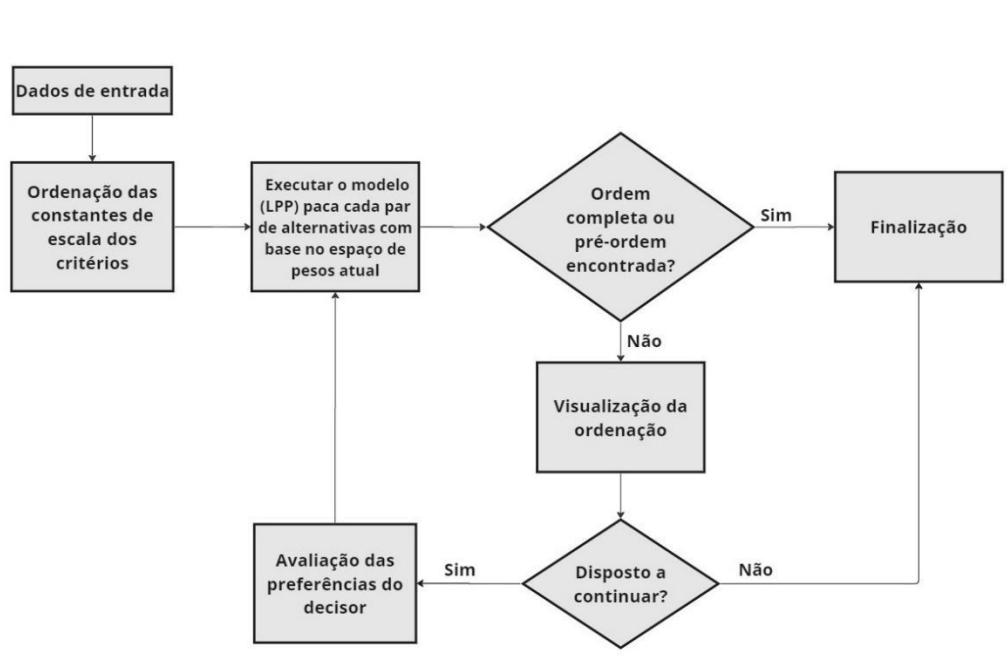 Dados de entrada
Ordenação das
constantes de
escala dos
critérios
Executar o modelo
(LPP) paca cada par
de alternativas com
base no espaço de
pesos atual
Ordem
completa ou
pré-ordem
encontrada?
Sim
Finalização
Não
Visualização da
ordenação
Disposto a
continuar?
Sim
Não
Avaliação das
preferências do
decisor